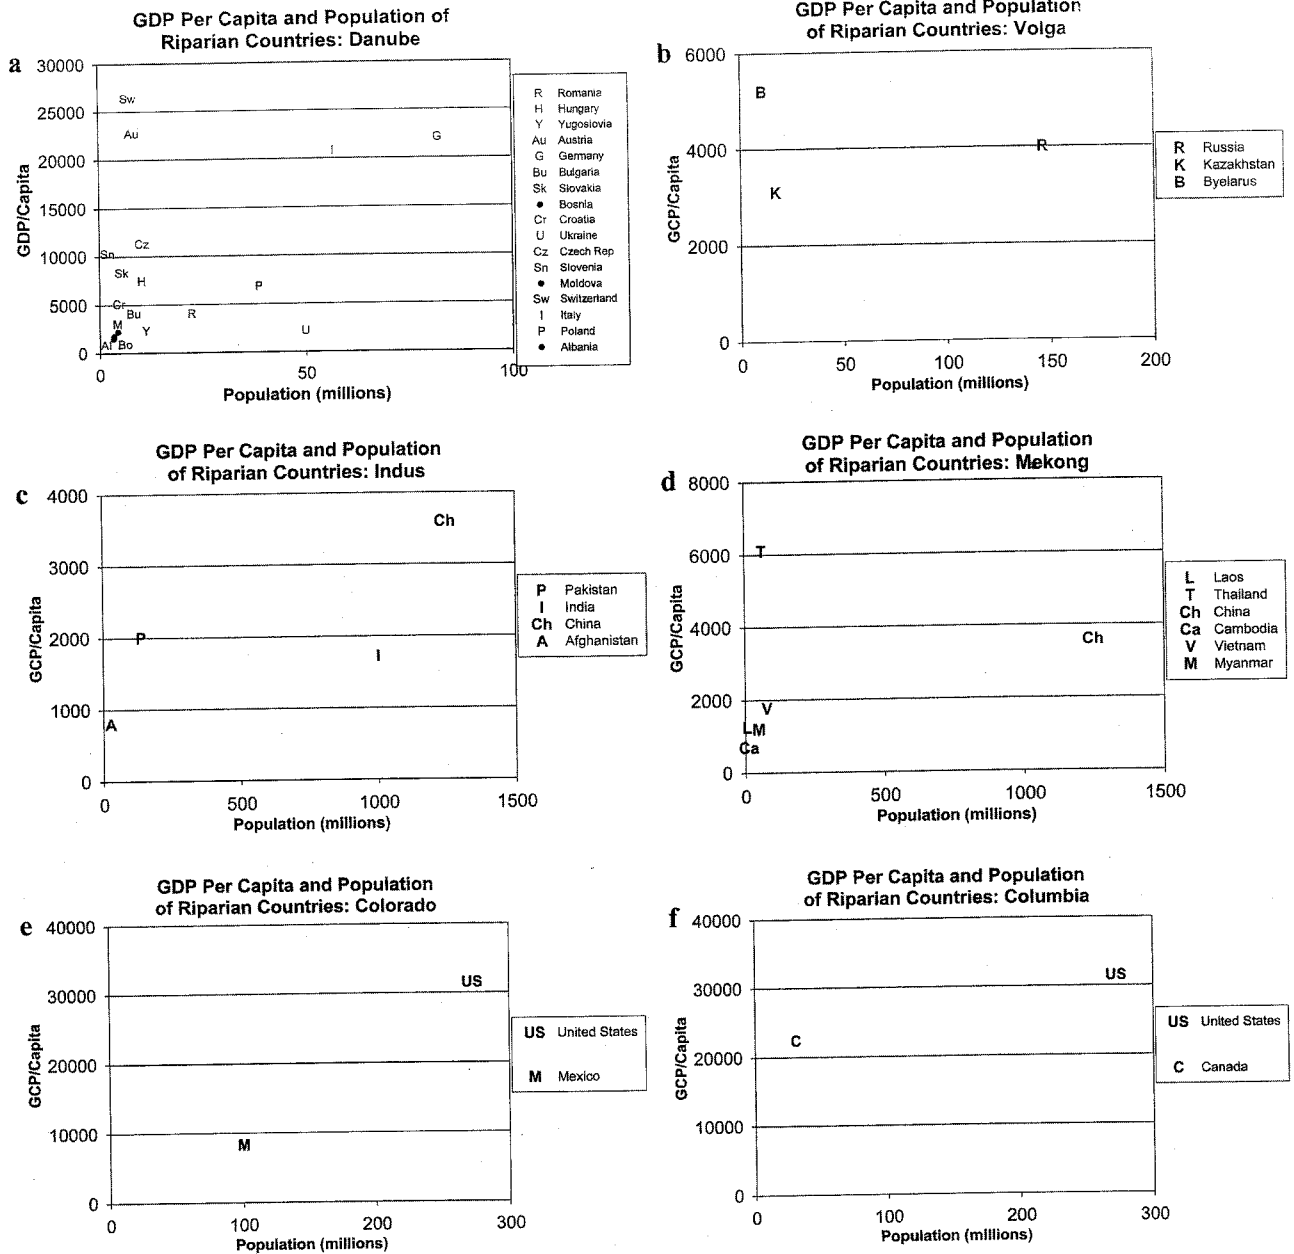 GDP Per Capita and Population of
Riparian Countries: Danube
a
30000
25000
20000
15000
10000
5000
0
GDP/Capita
Sw
Au
G
I
Cz
Sn
Sk
H
P
Cr
Bu
R
M
Y
U
Al
Bo
0
50
100
Population (millions)
R Romania
H Hungary
Y Yugoslovia
Au Austria
G Germany
Bu Bulgaria
Sk Slovakia
● Bosnia
Cr Croatia
U Ukraine
Cz Czech Rep
Sn Slovenia
● Moldova
Sw Switzerland
I Italy
P Poland
● Albania
GDP Per Capita and Population
of Riparian Countries: Volga
b
6000
4000
2000
0
GCP/Capita
B
R
K
0
50
100
150
200
Population (millions)
R Russia
K Kazakhstan
B Byelarus
GDP Per Capita and Population
of Riparian Countries: Indus
c
4000
3000
2000
1000
0
GCP/Capita
Ch
P
I
A
0
500
1000
1500
Population (millions)
P Pakistan
I India
Ch China
A Afghanistan
GDP Per Capita and Population
of Riparian Countries: Mekong
d
8000
6000
4000
2000
0
GCP/Capita
T
Ch
V
L
M
Ca
0
500
1000
1500
Population (millions)
L Laos
T Thailand
Ch China
Ca Cambodia
V Vietnam
M Myanmar
GDP Per Capita and Population
of Riparian Countries: Colorado
e
40000
30000
20000
10000
0
GCP/Capita
US
M
0
100
200
300
Population (millions)
US United States
M Mexico
GDP Per Capita and Population
of Riparian Countries: Columbia
f
40000
30000
20000
10000
0
GCP/Capita
US
C
0
100
200
300
Population (millions)
US United States
C Canada